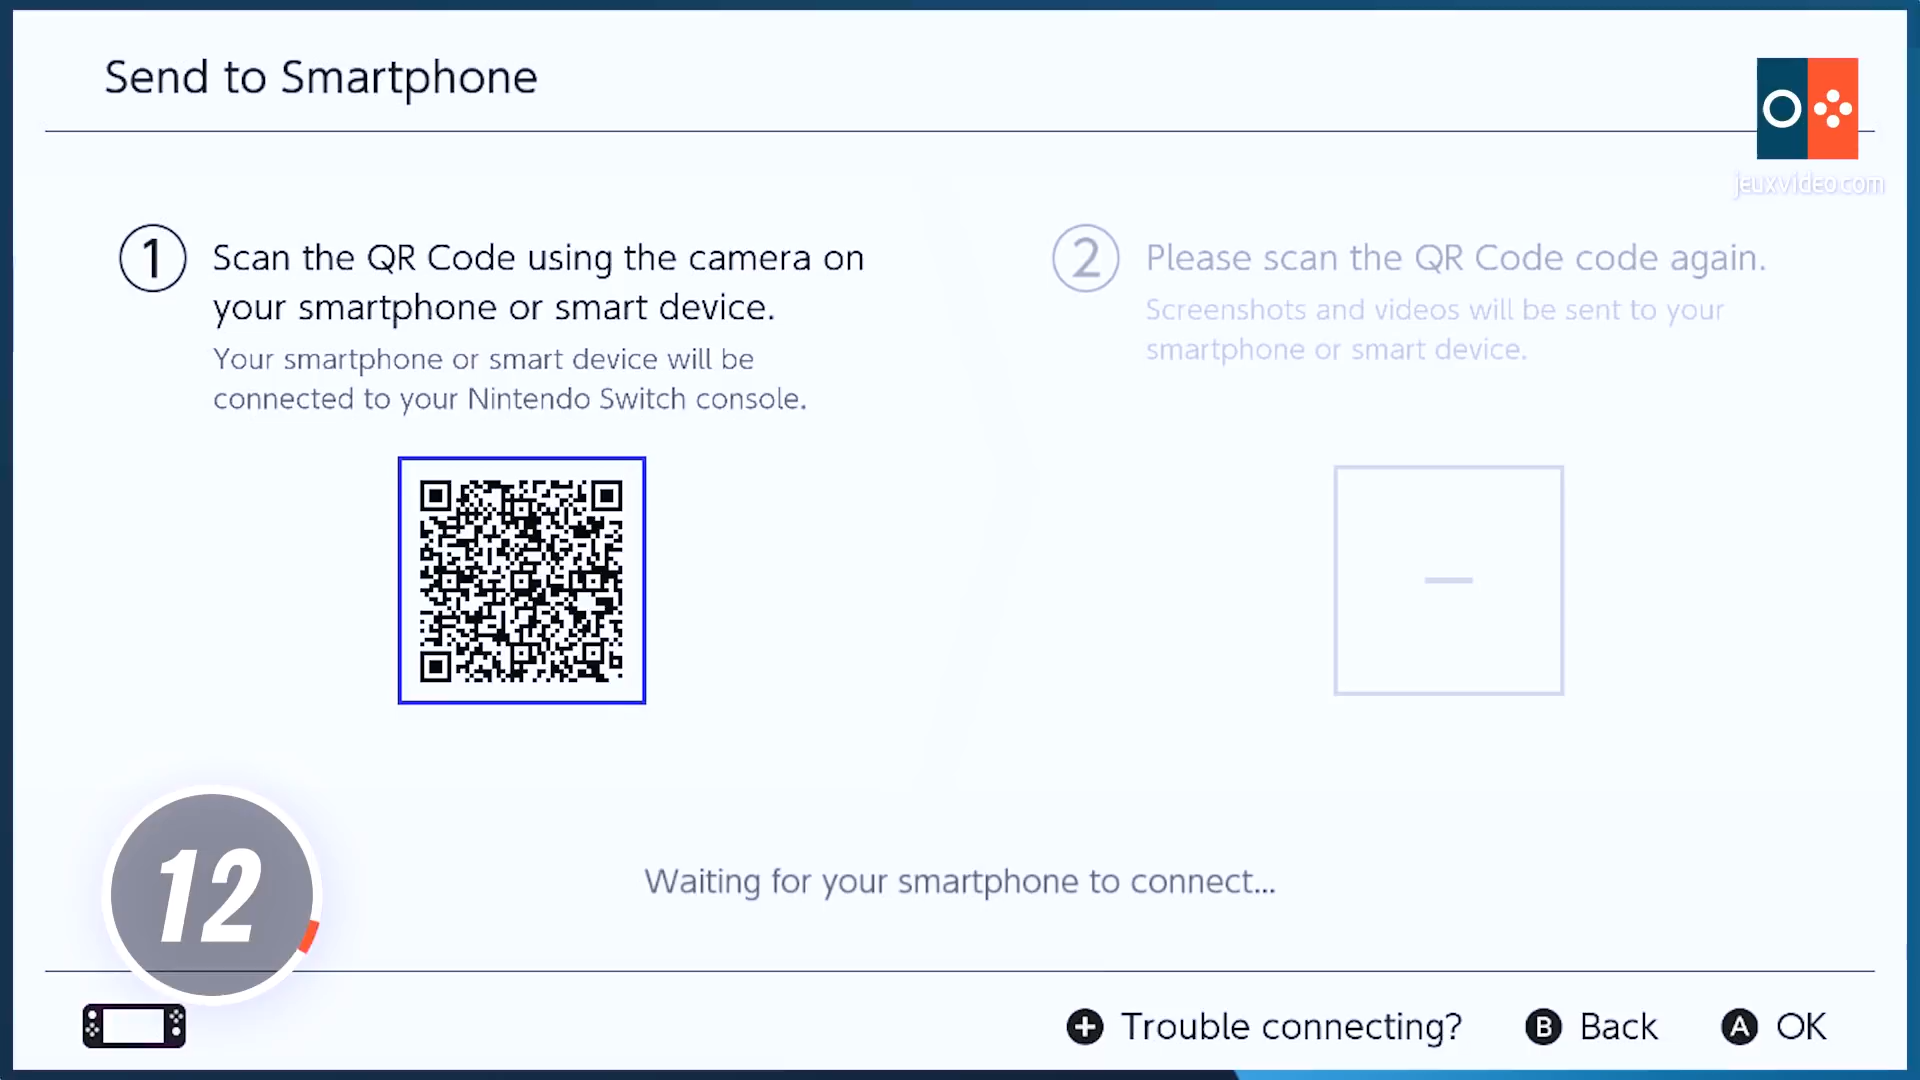 Send to Smartphone
jeuxvideo.com
1 Scan the QR Code using the camera on
your smartphone or smart device.
Your smartphone or smart device will be
connected to your Nintendo Switch console.
2 Please scan the QR Code code again.
Screenshots and videos will be sent to your
smartphone or smart device.
12
Waiting for your smartphone to connect...
+ Trouble connecting? B Back A OK